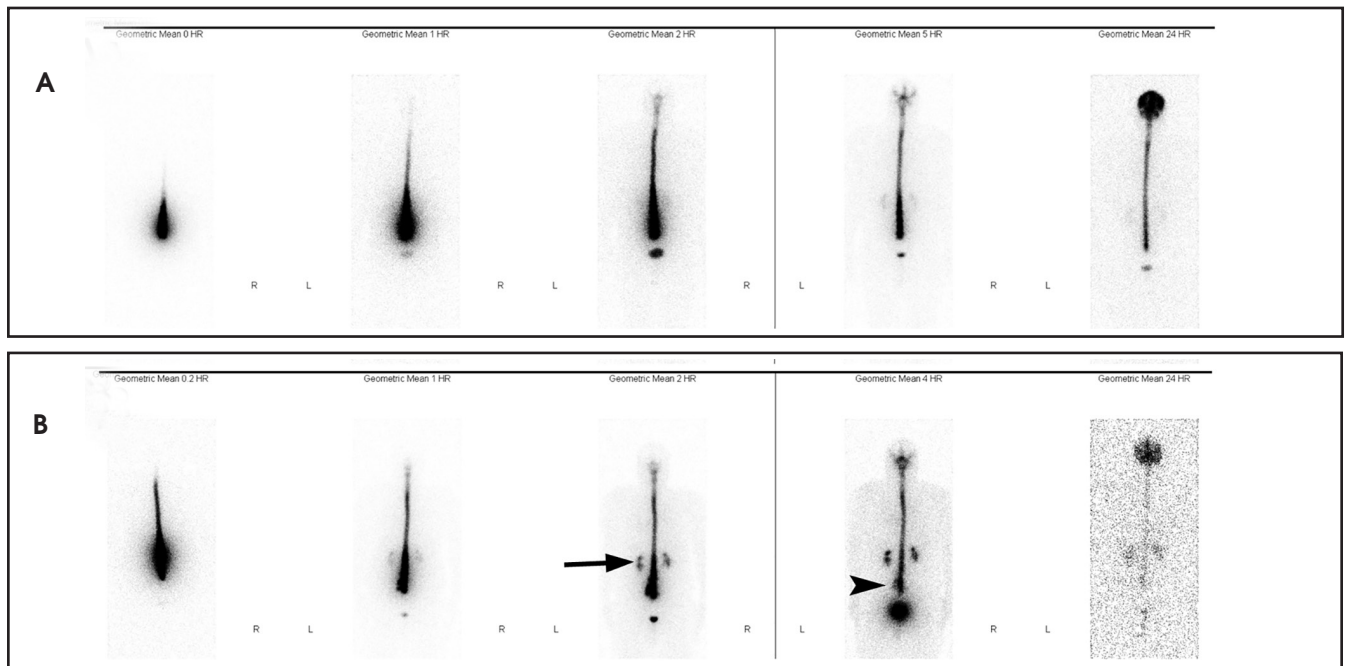 A
Geometric Mean 0 HR
Geometric Mean 1 HR
Geometric Mean 2 HR
Geometric Mean 5 HR
Geometric Mean 24 HR
R L R L R L R L
B
Geometric Mean 0.2 HR
Geometric Mean 1 HR
Geometric Mean 2 HR
Geometric Mean 4 HR
Geometric Mean 24 HR
R L R L R L R L